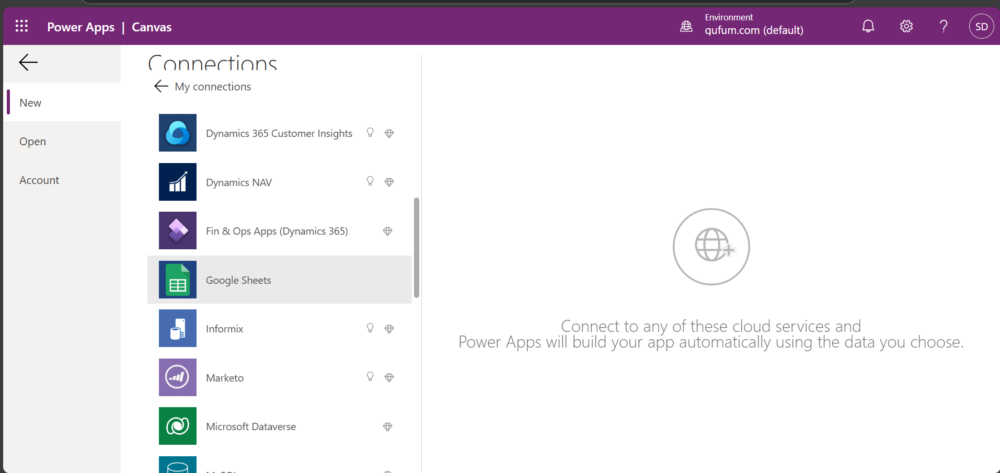 Power Apps | Canvas
Environment
gufum.com (default)
SD
New
Open
Account
Connections
My connections
Dynamics 365 Customer Insights
Dynamics NAV
Fin & Ops Apps (Dynamics 365)
Google Sheets
Informix
Marketo
Microsoft Dataverse
Connect to any of these cloud services and
Power Apps will build your app automatically using the data you choose.